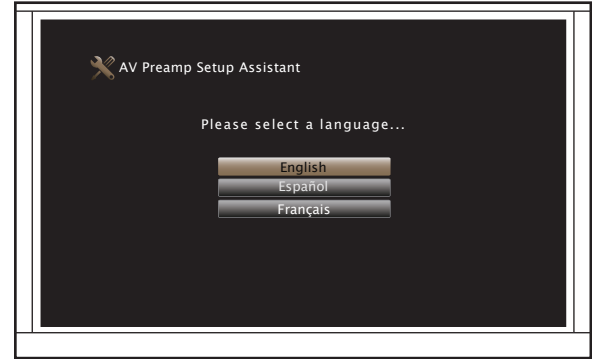 AV Preamp Setup Assistant
Please select a language...
English
Español
Français